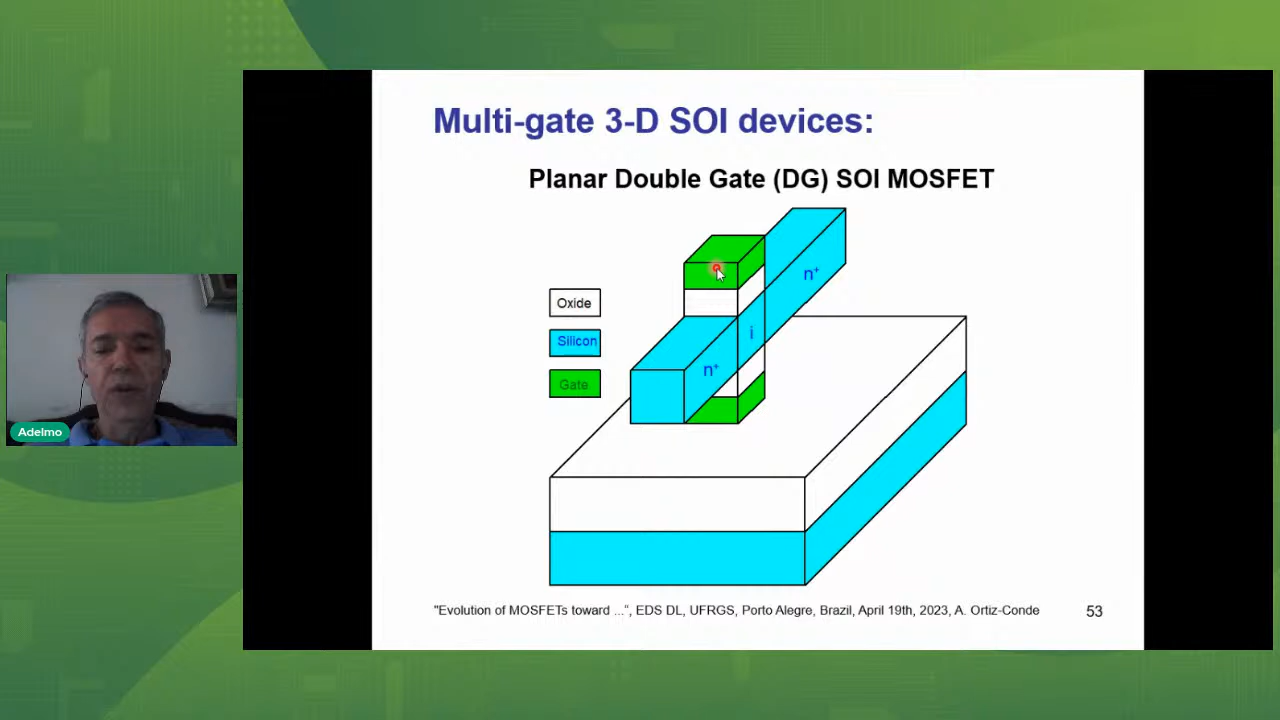 Multi-gate 3-D SOI devices:
Planar Double Gate (DG) SOI MOSFET
n⁺
Oxide
i
Silicon
n⁺
Gate
Adelmo
"Evolution of MOSFETs toward ...“, EDS DL, UFRGS, Porto Alegre, Brazil, April 19th, 2023, A. Ortiz-Conde
53